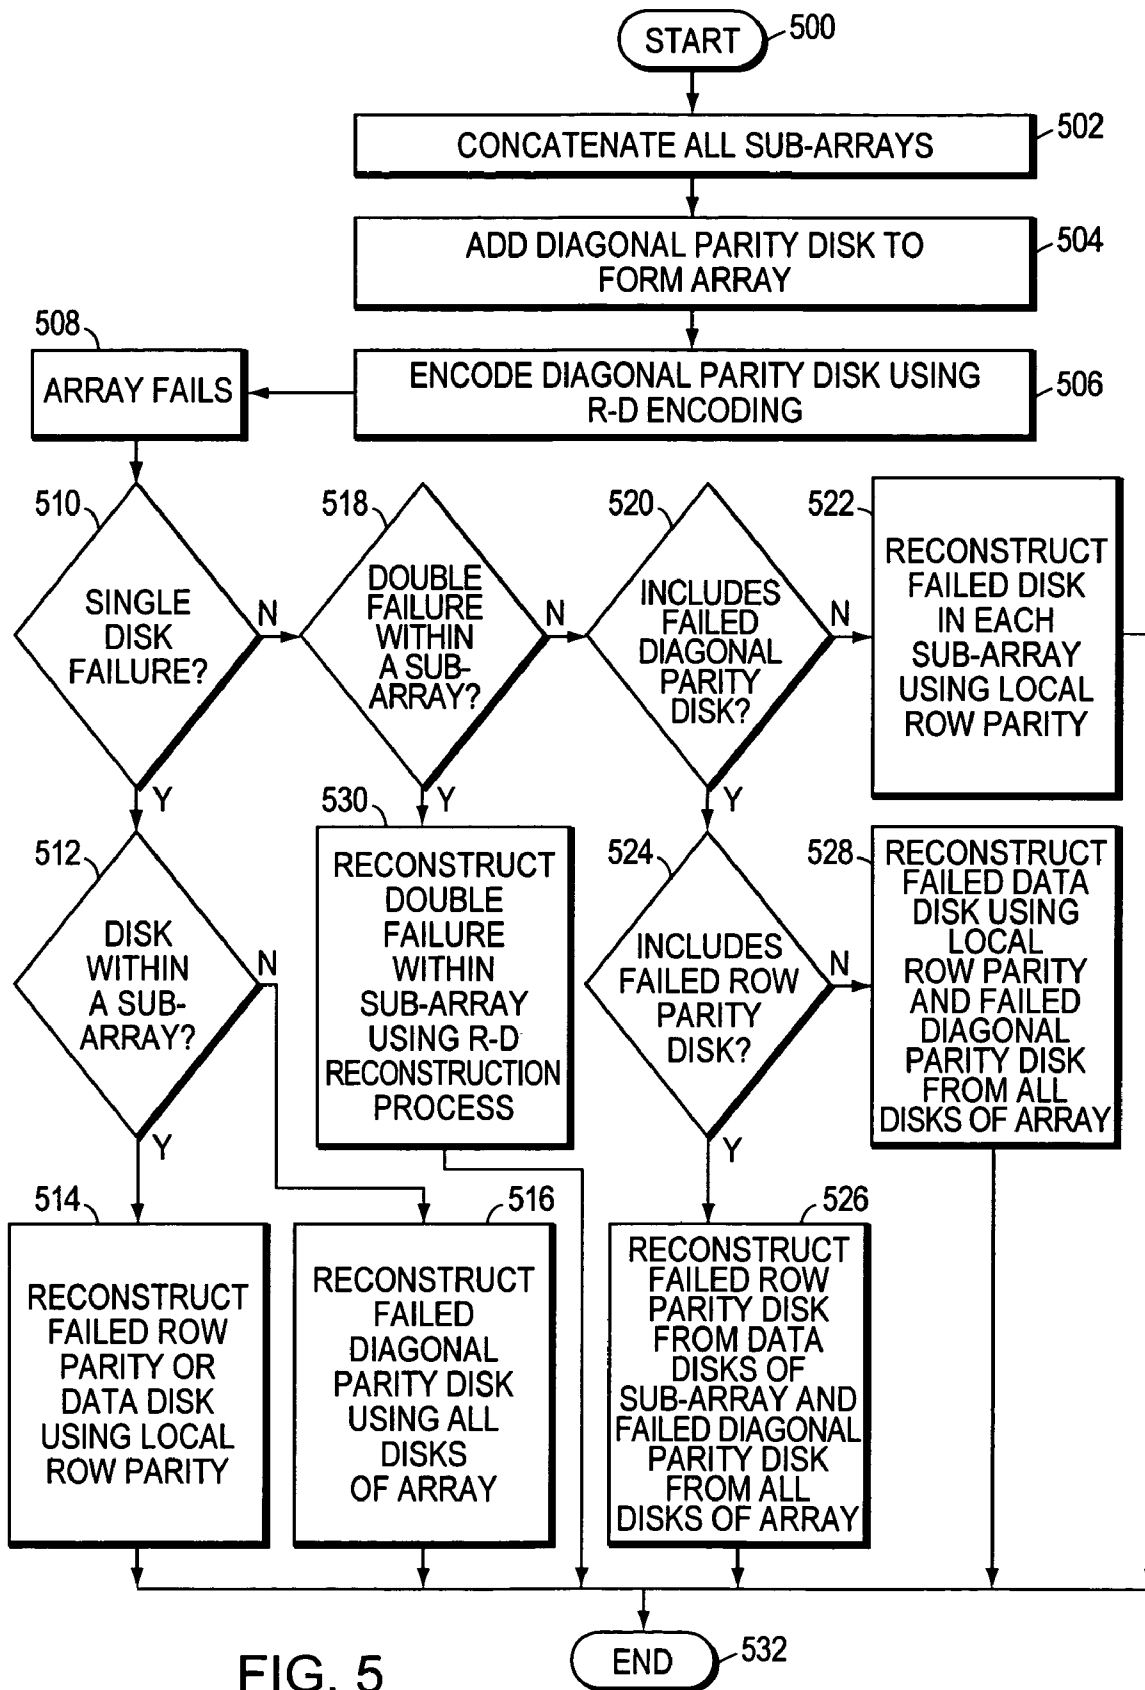 START
500
CONCATENATE ALL SUB-ARRAYS
502
ADD DIAGONAL PARITY DISK TO
FORM ARRAY
504
508
ARRAY FAILS
ENCODE DIAGONAL PARITY DISK USING
R-D ENCODING
506
510
SINGLE
DISK
FAILURE?
N
Y
518
DOUBLE
FAILURE
WITHIN
A SUB-
ARRAY?
N
Y
520
INCLUDES
FAILED
DIAGONAL
PARITY
DISK?
N
Y
522
RECONSTRUCT
FAILED DISK
IN EACH
SUB-ARRAY
USING LOCAL
ROW PARITY
512
DISK
WITHIN
A SUB-
ARRAY?
N
Y
530
RECONSTRUCT
DOUBLE
FAILURE
WITHIN
SUB-ARRAY
USING R-D
RECONSTRUCTION
PROCESS
524
INCLUDES
FAILED ROW
PARITY
DISK?
N
Y
528
RECONSTRUCT
FAILED DATA
DISK USING
LOCAL
ROW PARITY
AND FAILED
DIAGONAL
PARITY DISK
FROM ALL
DISKS OF ARRAY
514
RECONSTRUCT
FAILED ROW
PARITY OR
DATA DISK
USING LOCAL
ROW PARITY
516
RECONSTRUCT
FAILED
DIAGONAL
PARITY DISK
USING ALL
DISKS
OF ARRAY
526
RECONSTRUCT
FAILED ROW
PARITY DISK
FROM DATA
DISKS OF
SUB-ARRAY AND
FAILED DIAGONAL
PARITY DISK
FROM ALL
DISKS OF ARRAY
END
532
FIG. 5